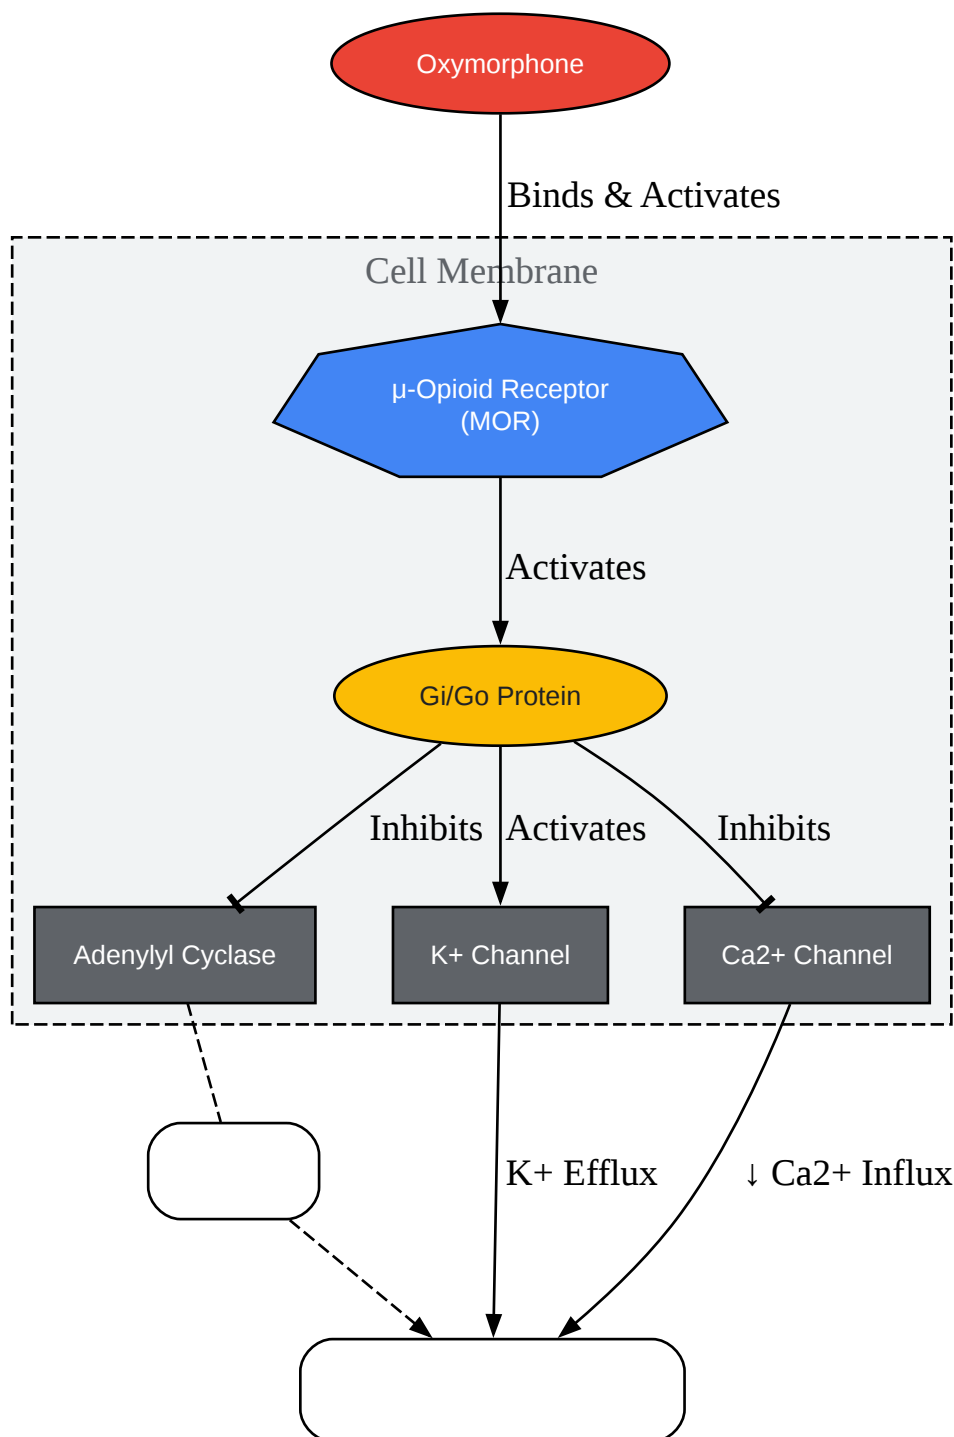 Oxymorphone
Binds & Activates
Cell Membrane
μ-Opioid Receptor
(MOR)
Activates
Gi/Go Protein
Inhibits
Activates
Inhibits
Adenylyl Cyclase
K+ Channel
Ca2+ Channel
K+ Efflux
↓ Ca2+ Influx